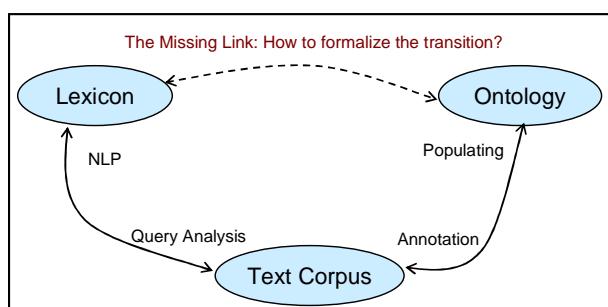 The Missing Link: How to formalize the transition?
Lexicon
Ontology
NLP
Populating
Query Analysis
Annotation
Text Corpus